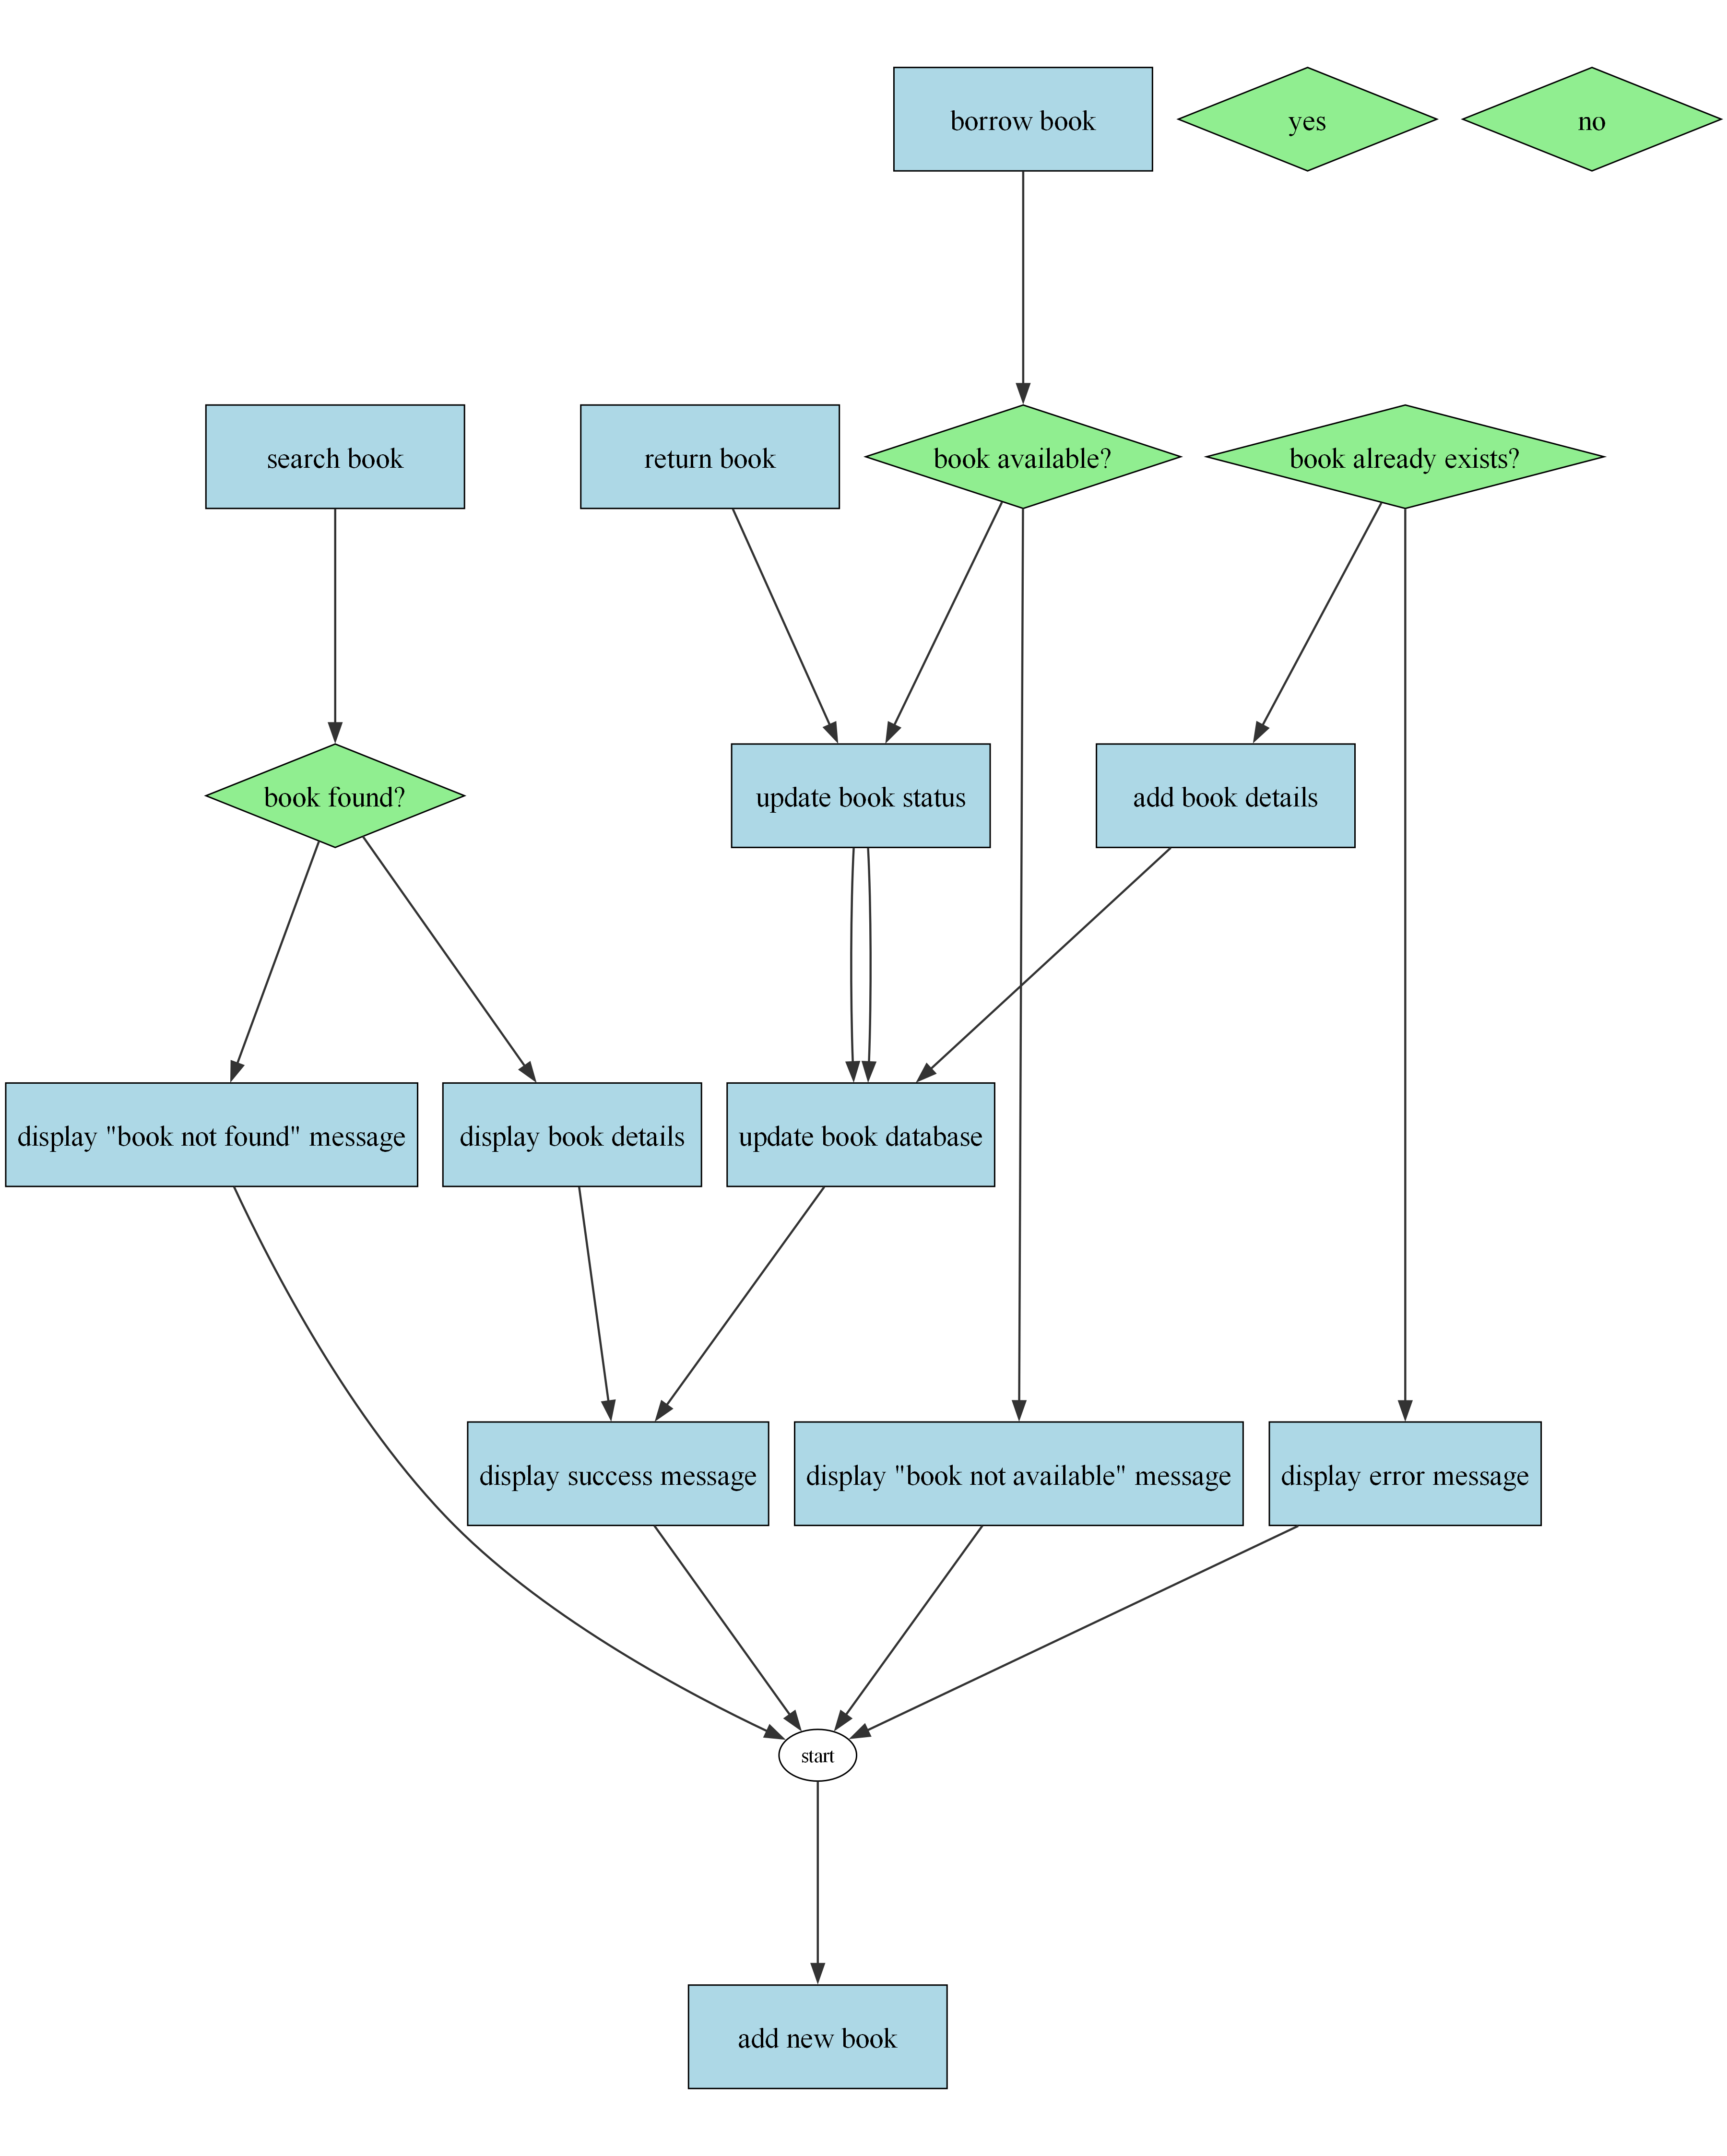 borrow book
yes
no
search book
return book
book available?
book already exists?
book found?
update book status
add book details
display "book not found" message
display book details
update book database
display success message
display "book not available" message
display error message
start
add new book